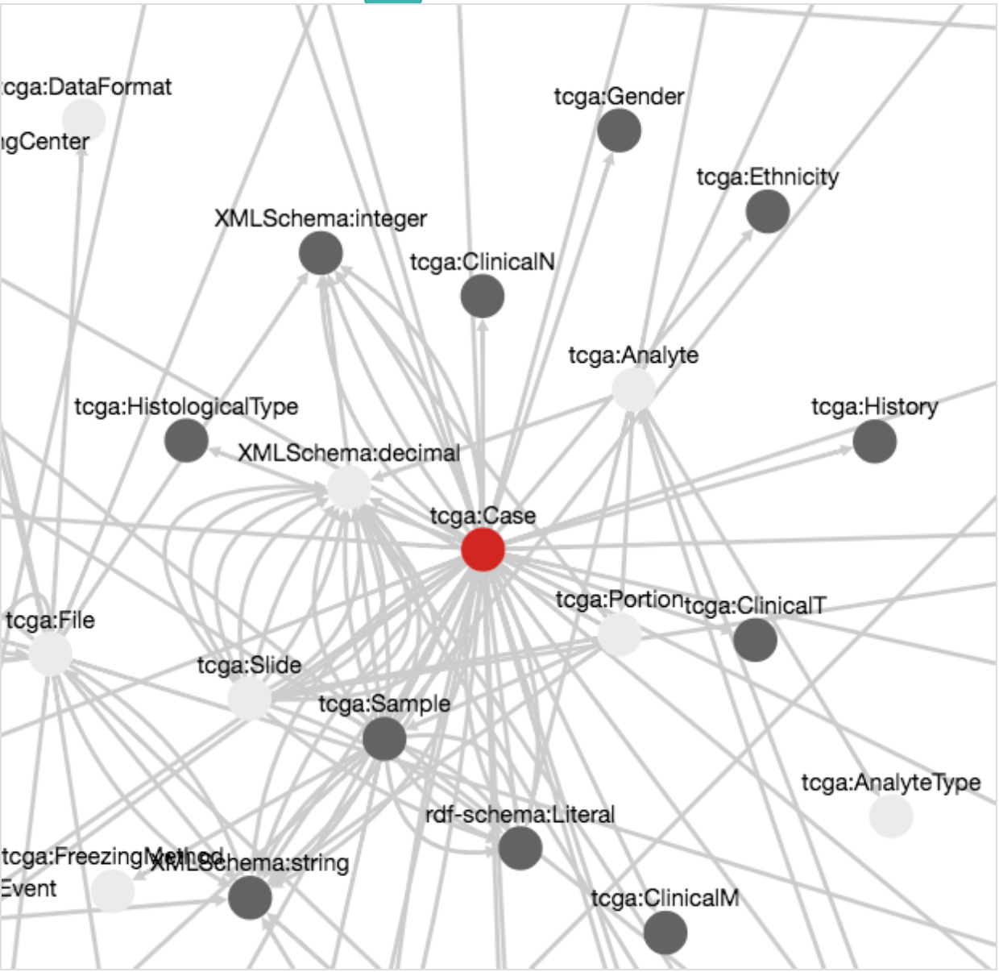 cga:DataFormat
tcga:Gender
ngCenter
tcga:Ethnicity
XMLSchema:integer
tcga:ClinicalN
tcga:Analyte
tcga:HistologicalType
tcga:History
XMLSchema:decimal
tcga:Case
tcga:Portion
tcga:ClinicalT
tcga:File
tcga:Slide
tcga:Sample
tcga:AnalyteType
rdf-schema:Literal
tcga:FreezingMethod
XMLSchema:string
Event
tcga:ClinicalM